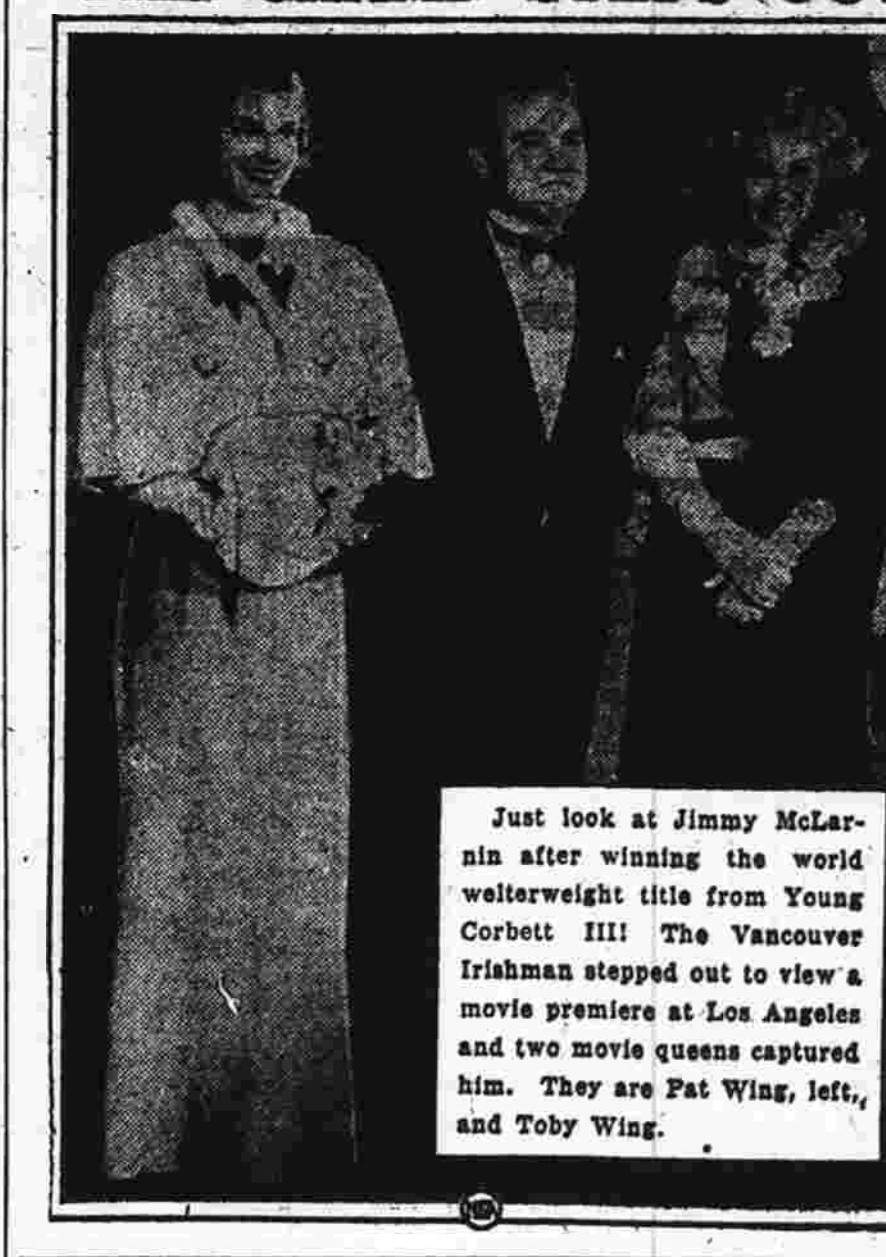 Just look at Jimmy McLar-
nin after winning the world
welterweight title from Young
Corbett III! The Vancouver
Irishman stepped out to view a
movie premiere at Los Angeles
and two movie queens captured
him. They are Pat Wing, left,
and Toby Wing.